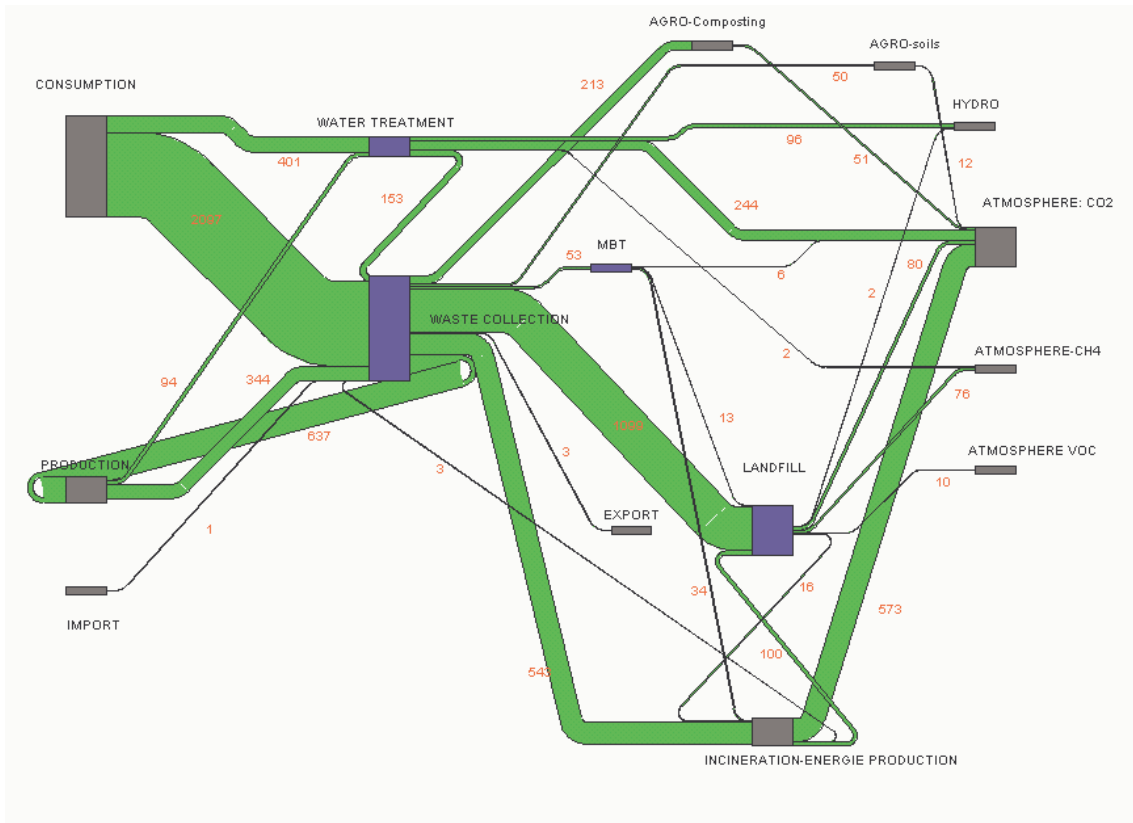 AGRO-Composting
AGRO-soils
CONSUMPTION
213
50
HYDRO
WATER TREATMENT
401
96
51
12
153
244
ATMOSPHERE: CO2
MBT
53
6
80
2
WASTE COLLECTION
2
ATMOSPHERE-CH4
94
344
76
13
637
3
3
LANDFILL
ATMOSPHERE VOC
PRODUCTION
10
1
EXPORT
34
16
573
IMPORT
100
INCINERATION-ENERGIE PRODUCTION